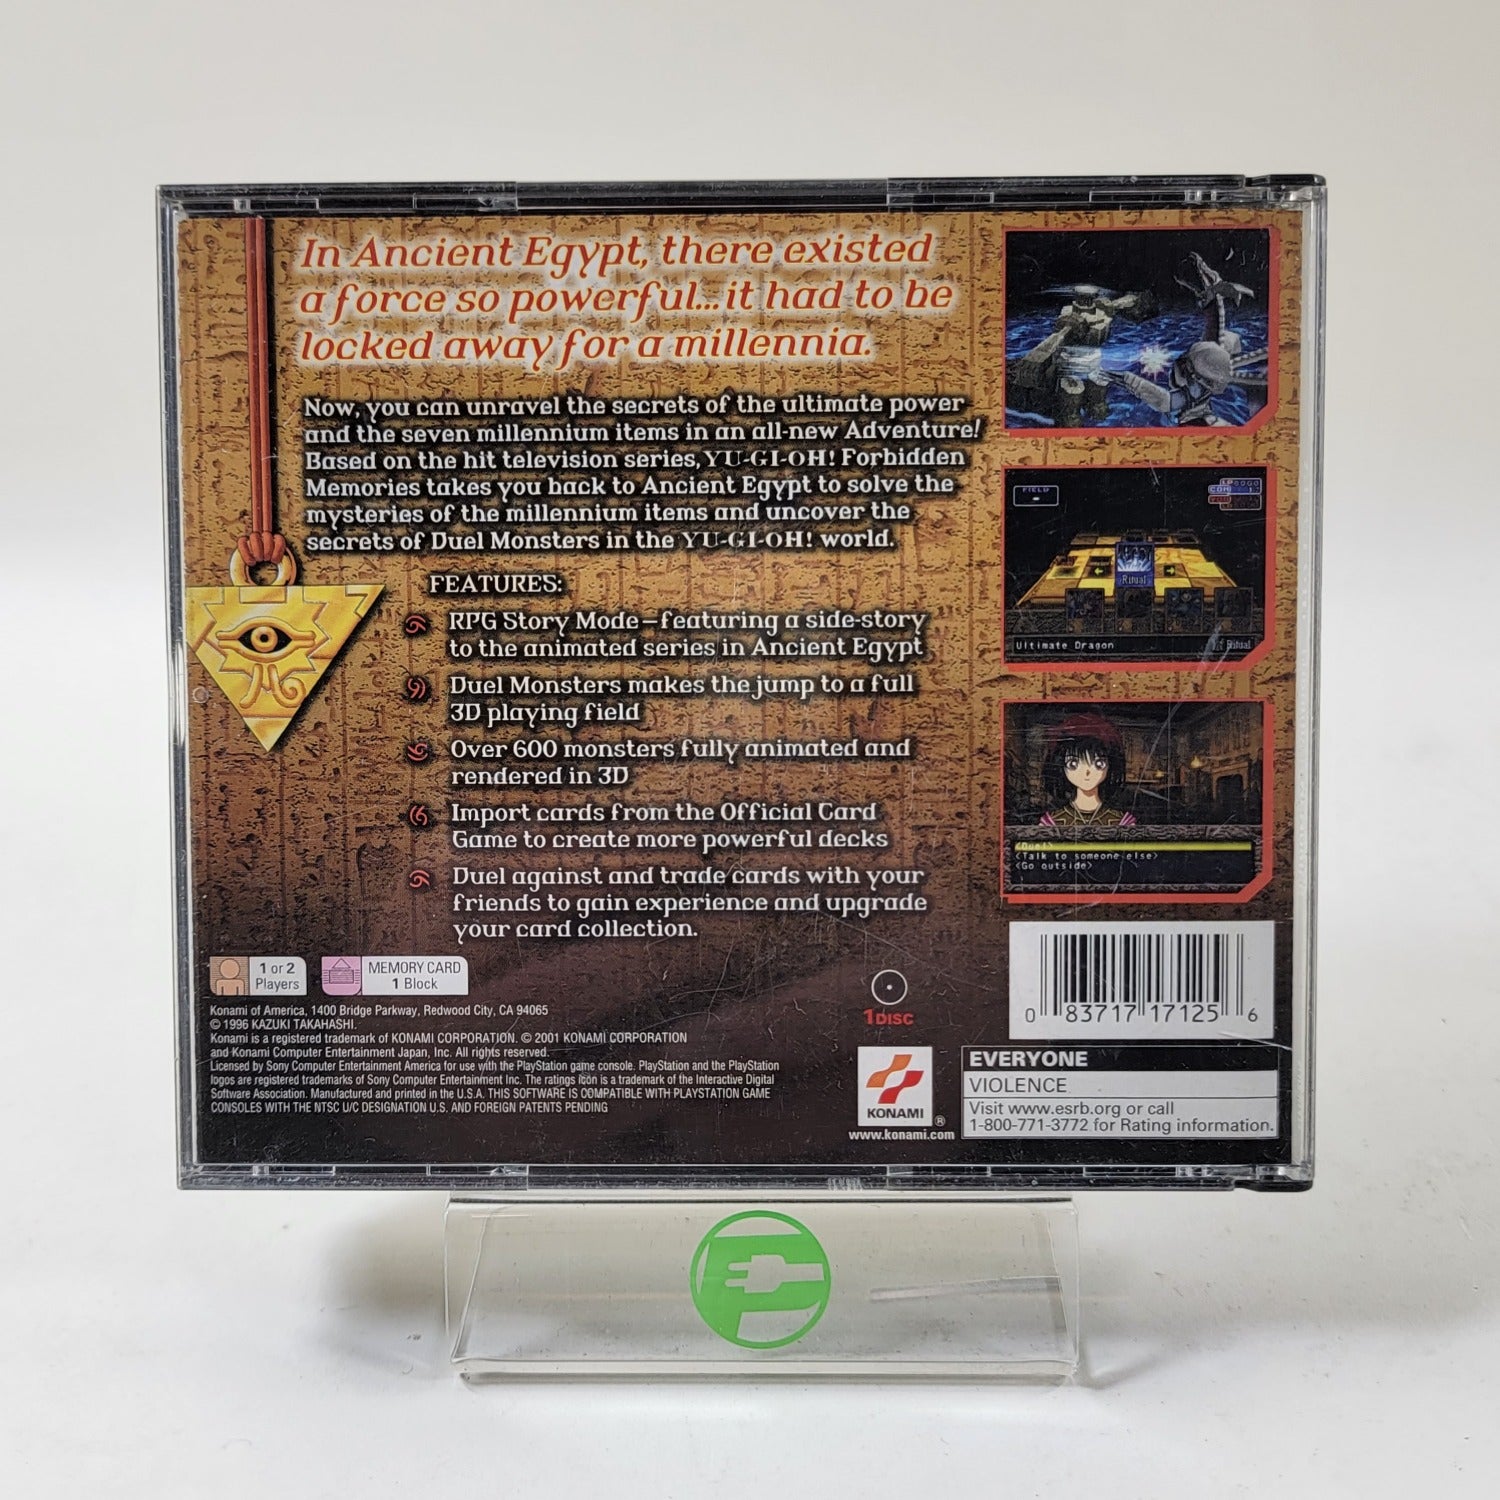 In Ancient Egypt, there existed
a force so powerful...it had to be
locked away for a millennia.
Now, you can unravel the secrets of the ultimate power
and the seven millennium items in an all-new Adventure!
Based on the hit television series, YU-GI-OH! Forbidden
Memories takes you back to Ancient Egypt to solve the
mysteries of the millennium items and uncover the
secrets of Duel Monsters in the YU-GI-OH! world.
FEATURES:
RPG Story Mode–featuring a side-story
to the animated series in Ancient Egypt
Duel Monsters makes the jump to a full
3D playing field
Over 600 monsters fully animated and
rendered in 3D
Import cards from the Official Card
Game to create more powerful decks
Duel against and trade cards with your
friends to gain experience and upgrade
your card collection.
FIELD
COM
Ritual
Ultimate Dragon
Ritual
<Duel>
<Talk to someone else>
<Go outside>
1 or 2
Players
MEMORY CARD
1 Block
1 DISC
0 83717 17125 6
Konami of America, 1400 Bridge Parkway, Redwood City, CA 94065
© 1996 KAZUKI TAKAHASHI.
Konami is a registered trademark of KONAMI CORPORATION. © 2001 KONAMI CORPORATION
and Konami Computer Entertainment Japan, Inc. All rights reserved.
Licensed by Sony Computer Entertainment America for use with the PlayStation game console. PlayStation and the PlayStation
logos are registered trademarks of Sony Computer Entertainment Inc. The ratings icon is a trademark of the Interactive Digital
Software Association. Manufactured and printed in the U.S.A. THIS SOFTWARE IS COMPATIBLE WITH PLAYSTATION GAME
CONSOLES WITH THE NTSC U/C DESIGNATION U.S. AND FOREIGN PATENTS PENDING
KONAMI
®
www.konami.com
EVERYONE
VIOLENCE
Visit www.esrb.org or call
1-800-771-3772 for Rating information.